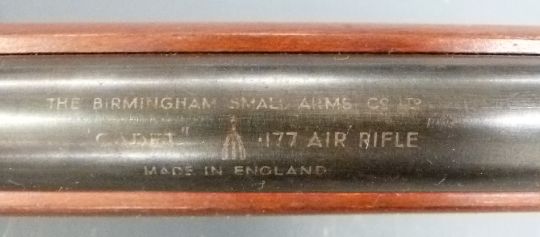 THE BIRMINGHAM SMALL ARMS CO. LTD
"CADET" .177 AIR RIFLE
MADE IN ENGLAND